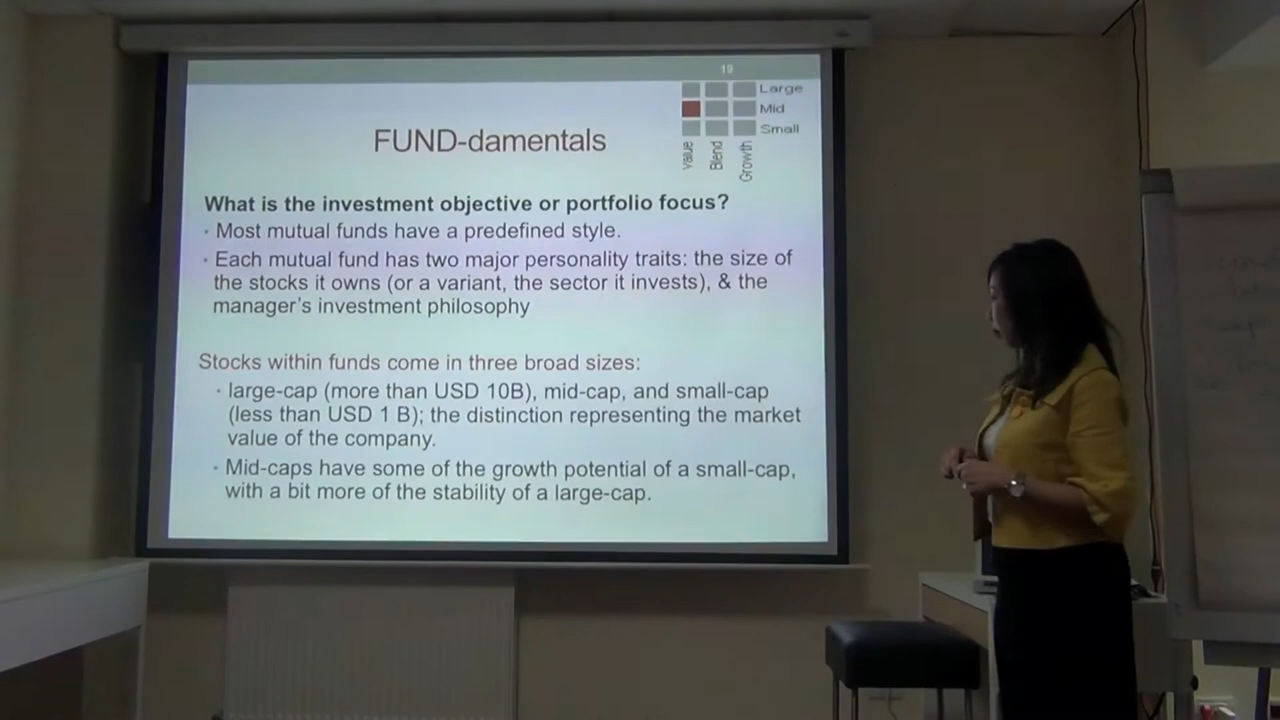 19
Large
Mid
Small
Value
Blend
Growth
FUND-damentals
What is the investment objective or portfolio focus?
· Most mutual funds have a predefined style.
· Each mutual fund has two major personality traits: the size of
the stocks it owns (or a variant, the sector it invests), & the
manager's investment philosophy
Stocks within funds come in three broad sizes:
· large-cap (more than USD 10B), mid-cap, and small-cap
(less than USD 1 B); the distinction representing the market
value of the company.
· Mid-caps have some of the growth potential of a small-cap,
with a bit more of the stability of a large-cap.